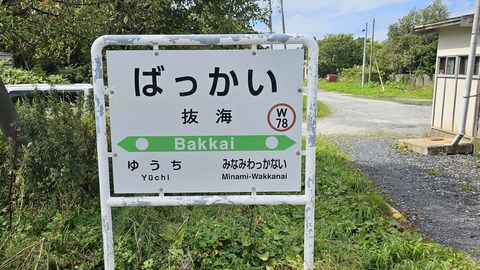 ばっかい
抜海
W
78
Bakkai
ゆうち みなみわっかない
Yūchi Minami-Wakkanai